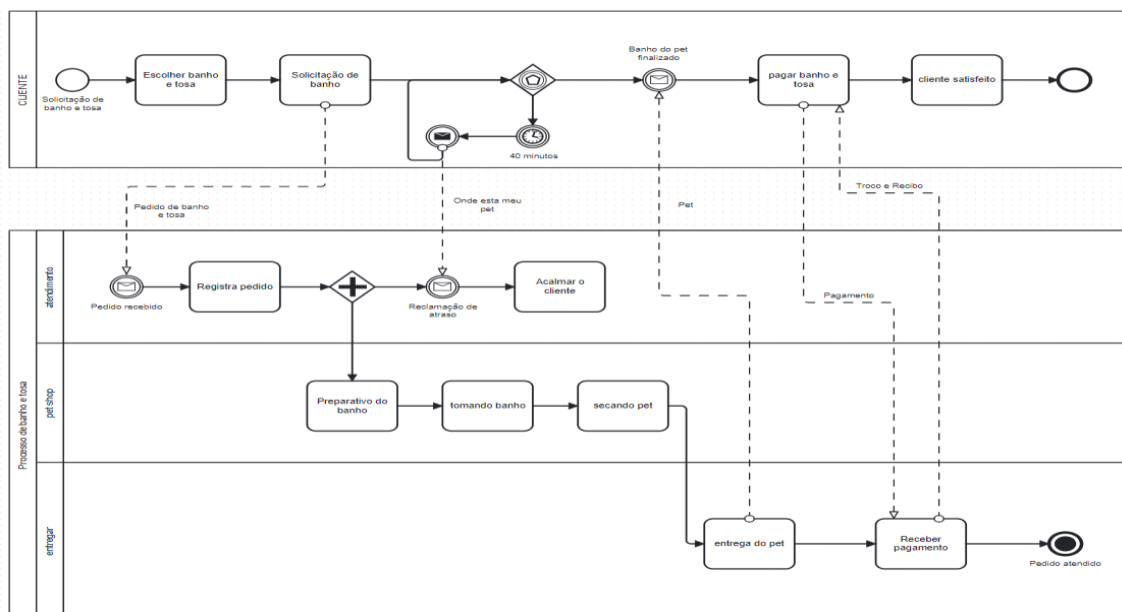 CLIENTE
Solicitação de
banho e tosa
Escolher banho
e tosa
Solicitação de
banho
40 minutos
Banho do pet
finalizado
pagar banho e
tosa
cliente satisfeito
Pedido de banho
e tosa
Onde esta meu
pet
Pet
Troco e Recibo
Pagamento
Processo de banho e tosa
atendimento
Pedido recebido
Registra pedido
Reclamação de
atraso
Acalmar o
cliente
pet shop
Preparativo do
banho
tomando banho
secando pet
entregar
entrega do pet
Receber
pagamento
Pedido atendido